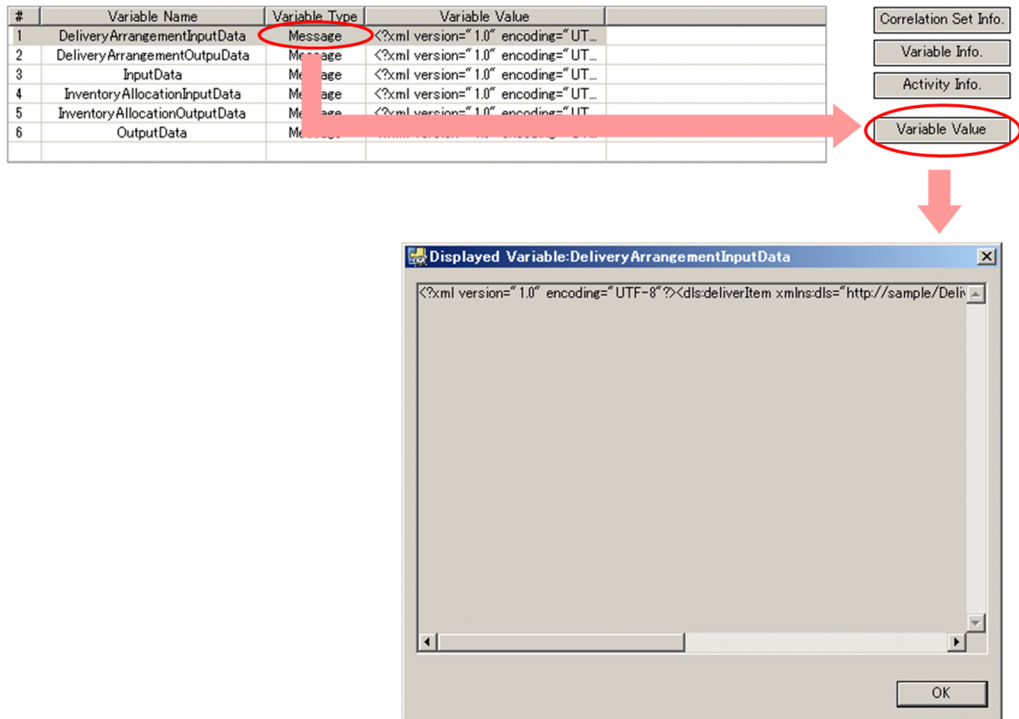 # Variable Name Variable Type Variable Value
1 DeliveryArrangementInputData Message <?xml version="1.0" encoding="UT...
2 DeliveryArrangementOutpuData Message <?xml version="1.0" encoding="UT...
3 InputData Message <?xml version="1.0" encoding="UT...
4 InventoryAllocationInputData Message <?xml version="1.0" encoding="UT...
5 InventoryAllocationOutputData Message <?xml version="1.0" encoding="UT...
6 OutputData
Correlation Set Info.
Variable Info.
Activity Info.
Variable Value
Displayed Variable:DeliveryArrangementInputData
<?xml version="1.0" encoding="UTF-8"?><dls:deliverItem xmlns:dls="http://sample/Deliv
OK